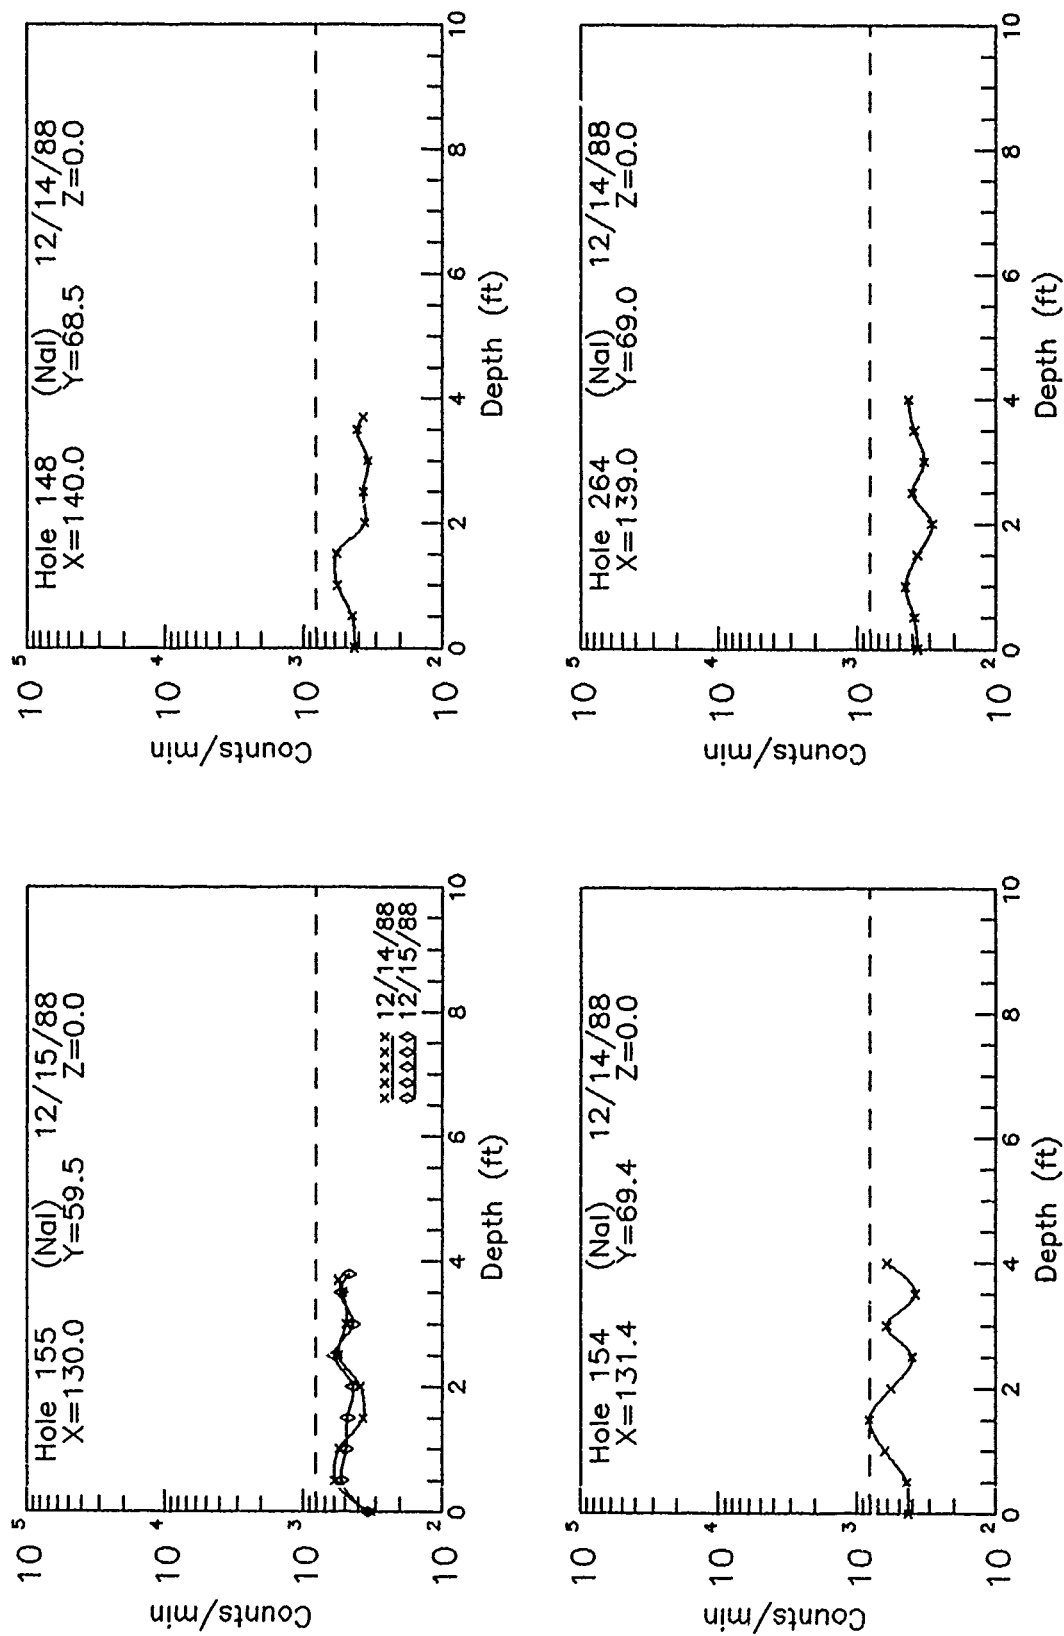 Hole 155 (NaI) 12/15/88
X=130.0 Y=59.5 Z=0.0
10 5
10 4
10 3
10 2
Counts/min
xxxxx 12/14/88
◇◇◇◇◇ 12/15/88
0 2 4 6 8 10
Depth (ft)
Hole 148 (NaI) 12/14/88
X=140.0 Y=68.5 Z=0.0
10 5
10 4
10 3
10 2
Counts/min
0 2 4 6 8 10
Depth (ft)
Hole 154 (NaI) 12/14/88
X=131.4 Y=69.4 Z=0.0
10 5
10 4
10 3
10 2
Counts/min
0 2 4 6 8 10
Depth (ft)
Hole 264 (NaI) 12/14/88
X=139.0 Y=69.0 Z=0.0
10 5
10 4
10 3
10 2
Counts/min
0 2 4 6 8 10
Depth (ft)